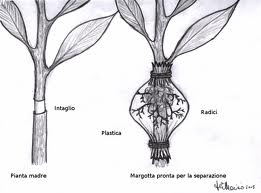 Intaglio
Radici
Plastica
Pianta madre
Margotta pronta per la separazione